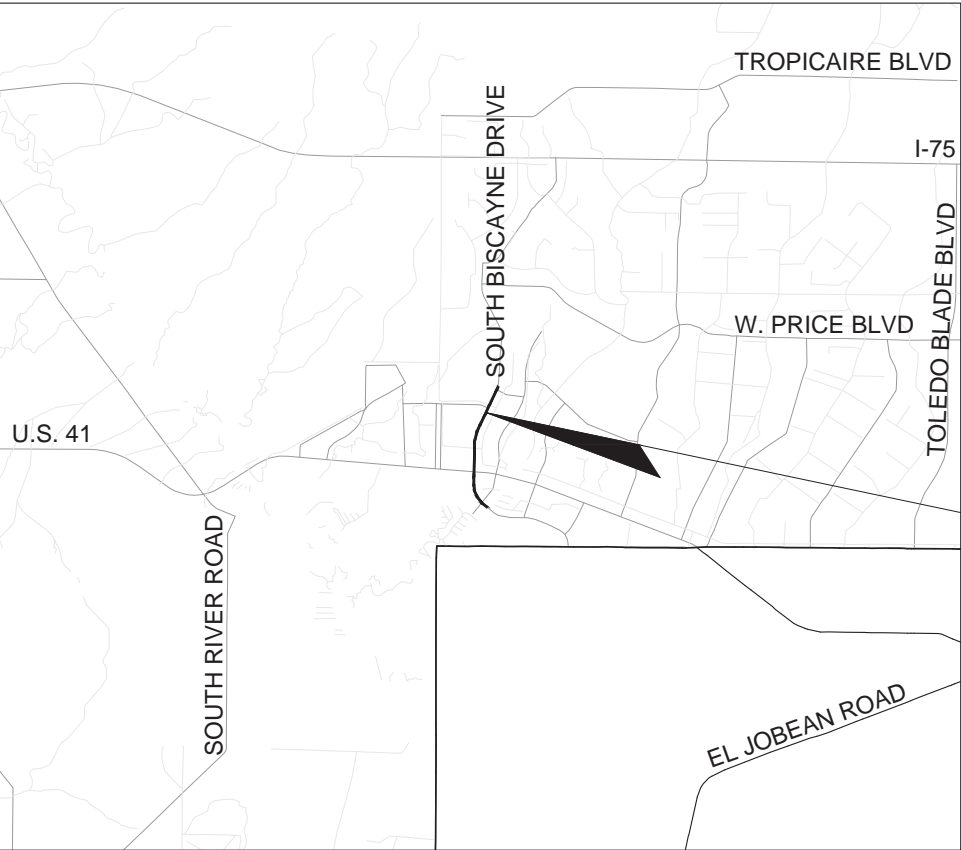 TROPICAIRE BLVD
I-75
SOUTH BISCAYNE DRIVE
TOLEDO BLADE BLVD
W. PRICE BLVD
U.S. 41
SOUTH RIVER ROAD
EL JOBEAN ROAD